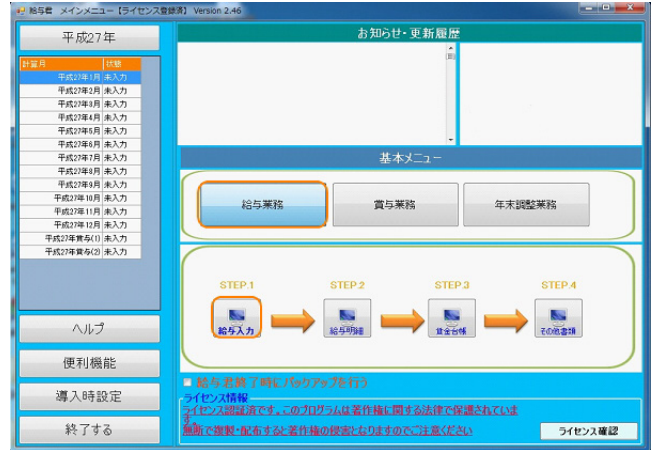 給与君 メインメニュー【ライセンス登録済】 Version 2.46
平成27年
計算月 状態
平成27年1月 未入力
平成27年2月 未入力
平成27年3月 未入力
平成27年4月 未入力
平成27年5月 未入力
平成27年6月 未入力
平成27年7月 未入力
平成27年8月 未入力
平成27年9月 未入力
平成27年10月 未入力
平成27年11月 未入力
平成27年12月 未入力
平成27年賞与(1) 未入力
平成27年賞与(2) 未入力
ヘルプ
便利機能
導入時設定
終了する
お知らせ・更新履歴
基本メニュー
給与業務 賞与業務 年末調整業務
STEP.1 STEP.2 STEP.3 STEP.4
給与入力 給与明細 賃金台帳 その他書類
給与君終了時にバックアップを行う
ライセンス情報
ライセンス認証済です。このプログラムは著作権に関する法律で保護されていま
す。
無断で複製・配布すると著作権の侵害となりますのでご注意ください
ライセンス確認